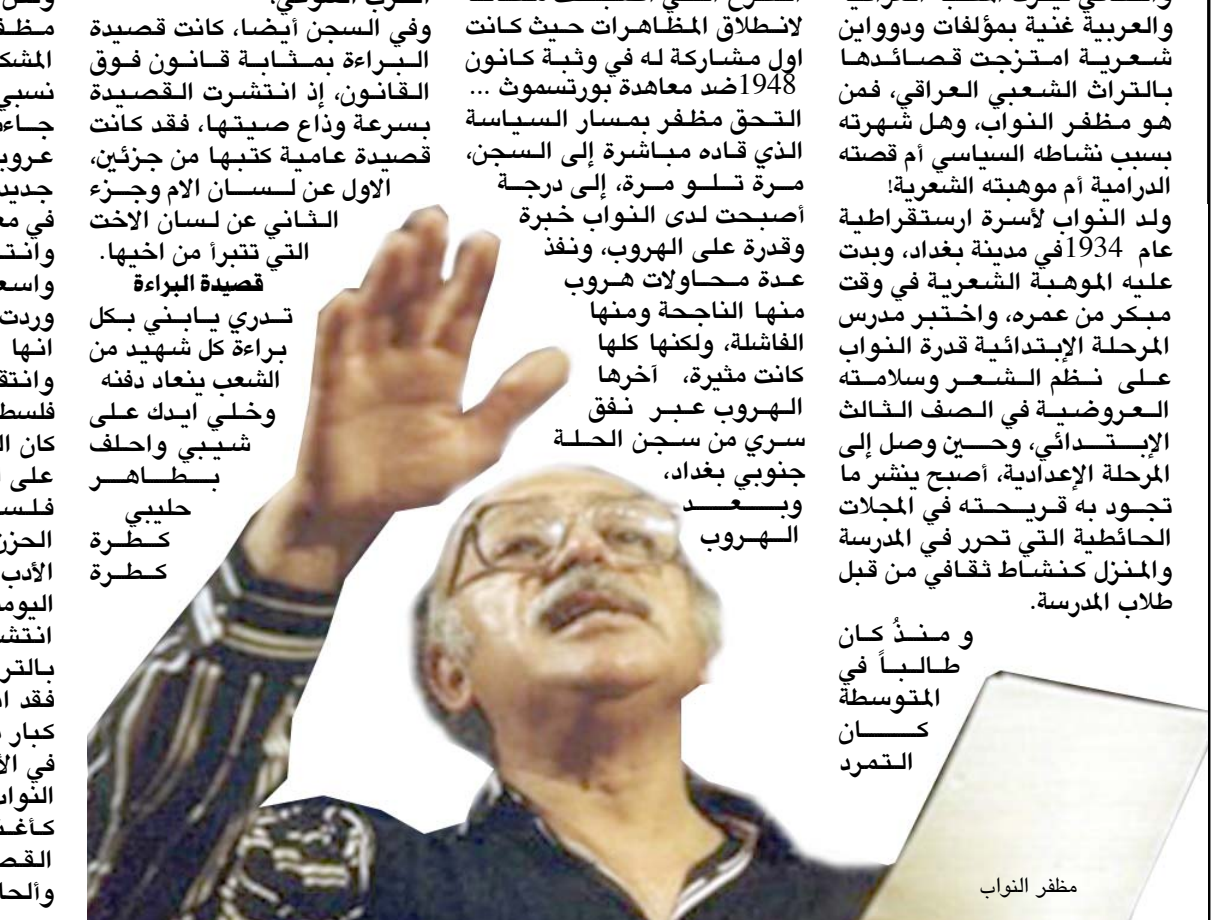 والعربية غنية بمؤلفات ودوواين
شعرية امتزجت قصائدها
بالتراث الشعبي العراقي، فمن
هو مظفر النواب، وهل شهرته
بسبب نشاطه السياسي أم قصته
الدرامية أم موهبته الشعرية!
ولد النواب لأسرة ارستقراطية
عام 1934في مدينة بغداد، وبدت
عليه الموهبة الشعرية في وقت
مبكر من عمره، واختبر مدرس
المرحلة الإبتدائية قدرة النواب
على نظم الشعر وسلامته
العروضية في الصف الثالث
الإبتدائي، وحين وصل إلى
المرحلة الإعدادية، أصبح ينشر ما
تجود به قريحته في المجلات
الحائطية التي تحرر في المدرسة
والمنزل كنشاط ثقافي من قبل
طلاب المدرسة.
و منذُ كان
طالباً في
المتوسطة
كان
التمرد
لانطلاق المظاهرات حيث كانت
اول مشاركة له في وثبة كانون
1948ضد معاهدة بورتسموث ...
التحق مظفر بمسار السياسة
الذي قاده مباشرة إلى السجن،
مرة تلو مرة، إلى درجة
أصبحت لدى النواب خبرة
وقدرة على الهروب، ونفذ
عدة محاولات هروب
منها الناجحة ومنها
الفاشلة، ولكنها كلها
كانت مثيرة، آخرها
الهروب عبر نفق
سري من سجن الحلة
جنوبي بغداد،
وبعد
الهروب
وفي السجن أيضا، كانت قصيدة
البراءة بمثابة قانون فوق
القانون، إذ انتشرت القصيدة
بسرعة وذاع صيتها، فقد كانت
قصيدة عامية كتبها من جزئين،
الاول عن لسان الام وجزء
الثاني عن لسان الاخت
التي تتبرأ من اخيها.
قصيدة البراءة
تدري يابني بكل
براءة كل شهيد من
الشعب ينعاد دفنه
وخلي ايدك على
شيبي واحلف
بطاهر
حليبي
كطرة
كطرة
مظفر النواب